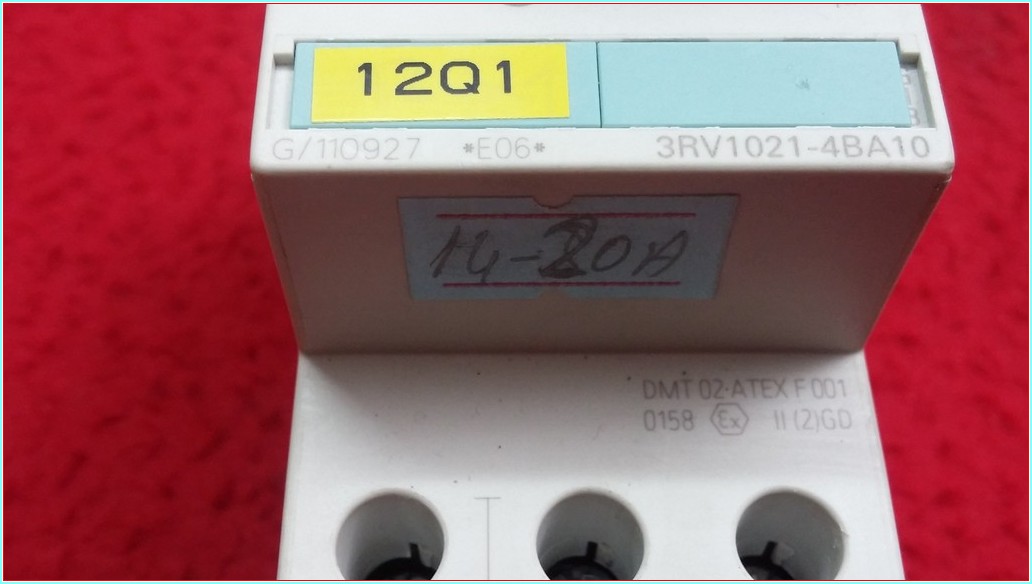 12Q1
G/110927 *E06* 3RV1021-4BA10
14-20A
DMT 02·ATEX F 001
0158 Ex II (2)GD